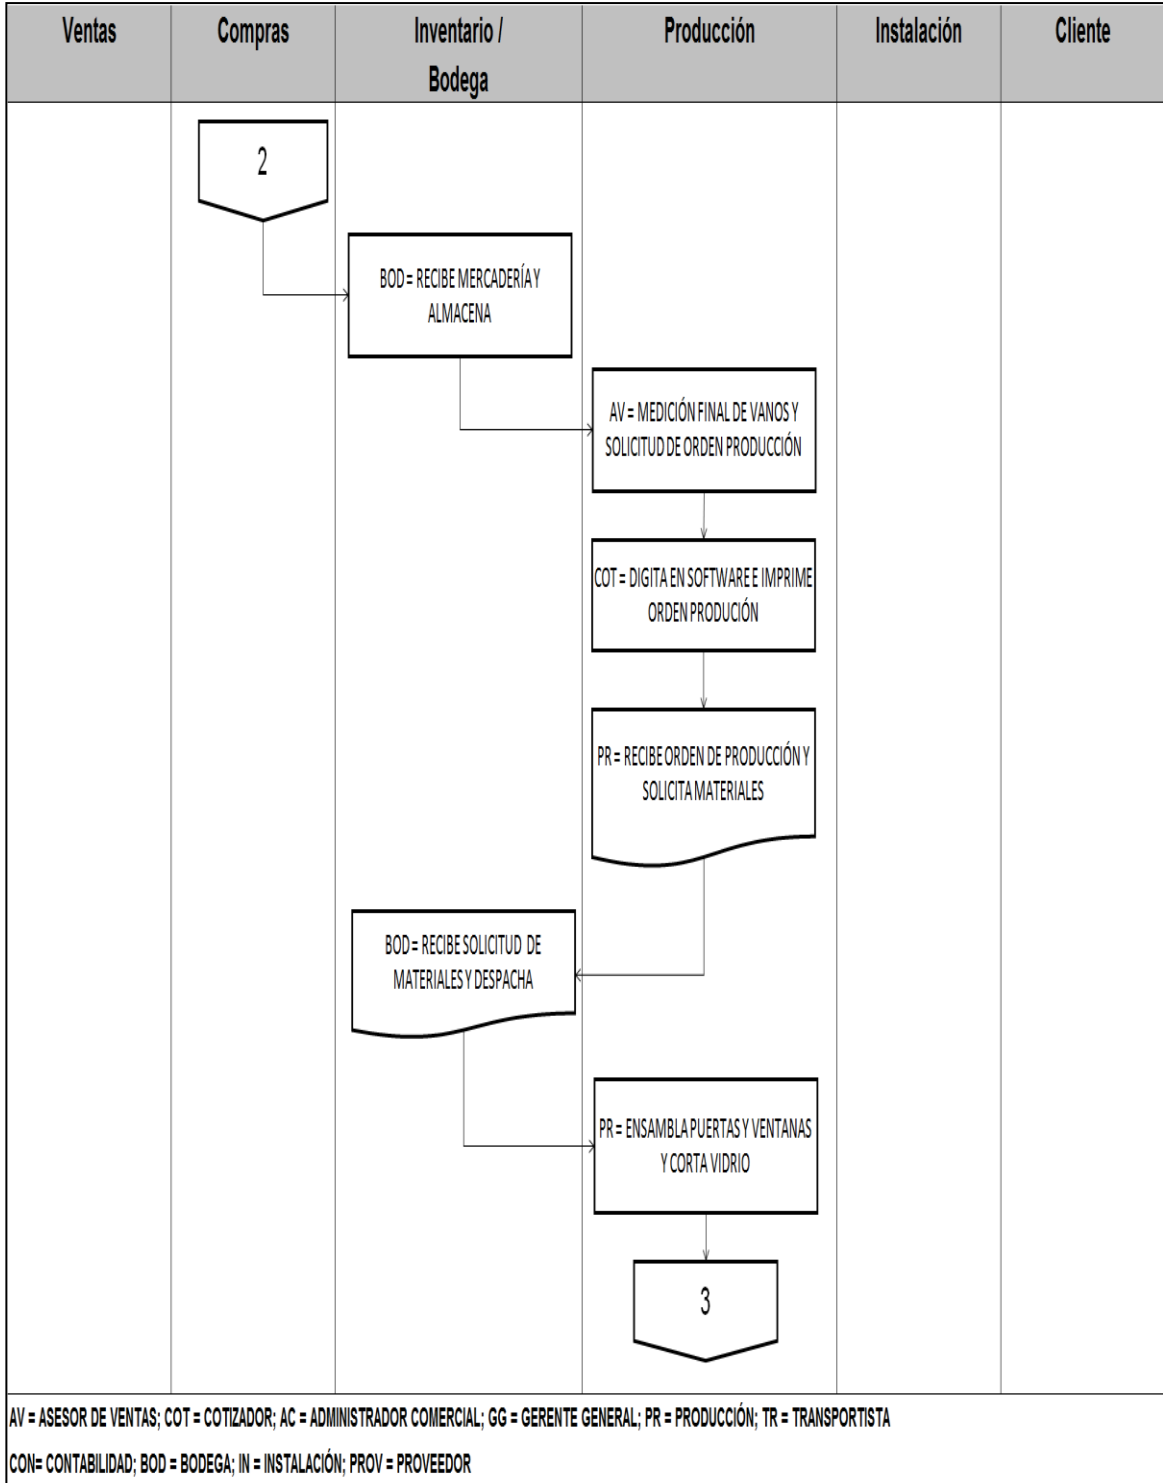 Ventas
Compras
Inventario /
Bodega
Producción
Instalación
Cliente
2
BOD = RECIBE MERCADERÍA Y
ALMACENA
AV = MEDICIÓN FINAL DE VANOS Y
SOLICITUD DE ORDEN PRODUCCIÓN
COT = DIGITA EN SOFTWARE E IMPRIME
ORDEN PRODUCIÓN
PR = RECIBE ORDEN DE PRODUCCIÓN Y
SOLICITA MATERIALES
BOD = RECIBE SOLICITUD DE
MATERIALES Y DESPACHA
PR = ENSAMBLA PUERTAS Y VENTANAS
Y CORTA VIDRIO
3
AV = ASESOR DE VENTAS; COT = COTIZADOR; AC = ADMINISTRADOR COMERCIAL; GG = GERENTE GENERAL; PR = PRODUCCIÓN; TR = TRANSPORTISTA
CON= CONTABILIDAD; BOD = BODEGA; IN = INSTALACIÓN; PROV = PROVEEDOR